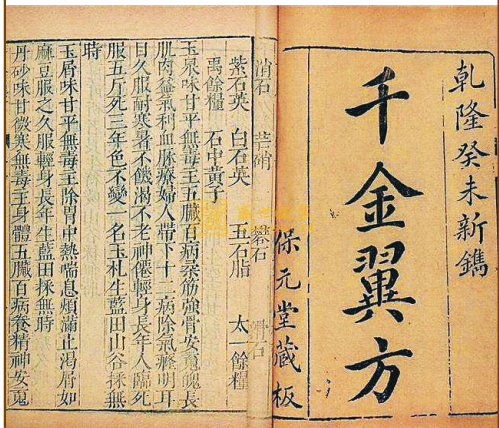 乾隆癸未新鐫
千金翼方
保元堂藏板
消石 芒硝 石
紫石英 白石英 五石脂 太一餘糧
禹餘糧 石中黃子
玉泉味甘平無毒主五臟百病柔筋強骨安䰟魄長
肌肉益氣利血脉療婦人帶下十二病除氣癃明耳
目久服耐寒暑不饑渴不老神僊輕身長年人臨死
服五斤死三年色不變一名玉札生藍田山谷採無
時
玉屑味甘平無毒主除胃中熱喘息煩滿止渴屑如
麻豆服之久服輕身長年生藍田採無時
丹砂味甘微寒無毒主身體五臟百病養精神安䰟